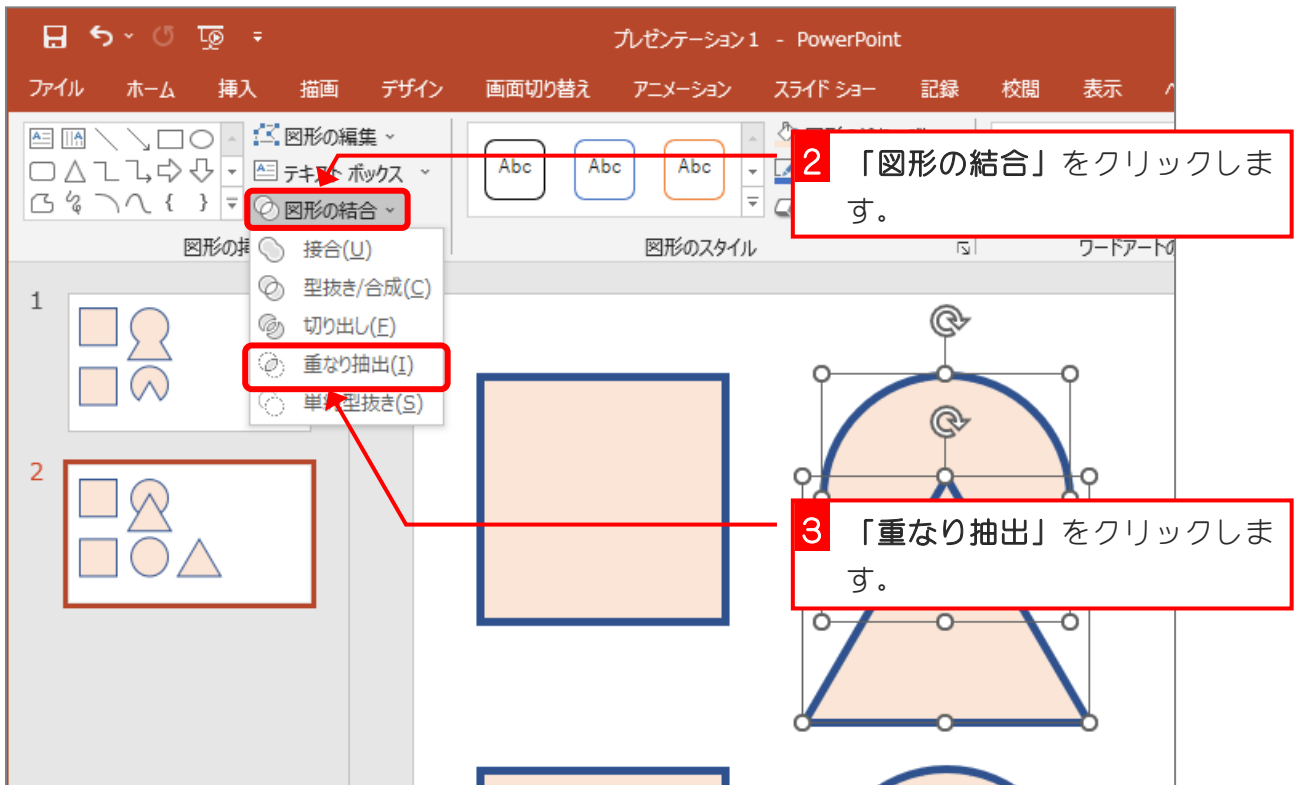 プレゼンテーション1 - PowerPoint
ファイル ホーム 挿入 描画 デザイン 画面切り替え アニメーション スライド ショー 記録 校閲 表示
図形の編集
テキスト ボックス
図形の結合
Abc Abc Abc
図形の挿
図形のスタイル
ワードアートの
接合(U)
型抜き/合成(C)
切り出し(F)
重なり抽出(I)
単純型抜き(S)
2 「図形の結合」をクリックしま
す。
1
2
3 「重なり抽出」をクリックしま
す。